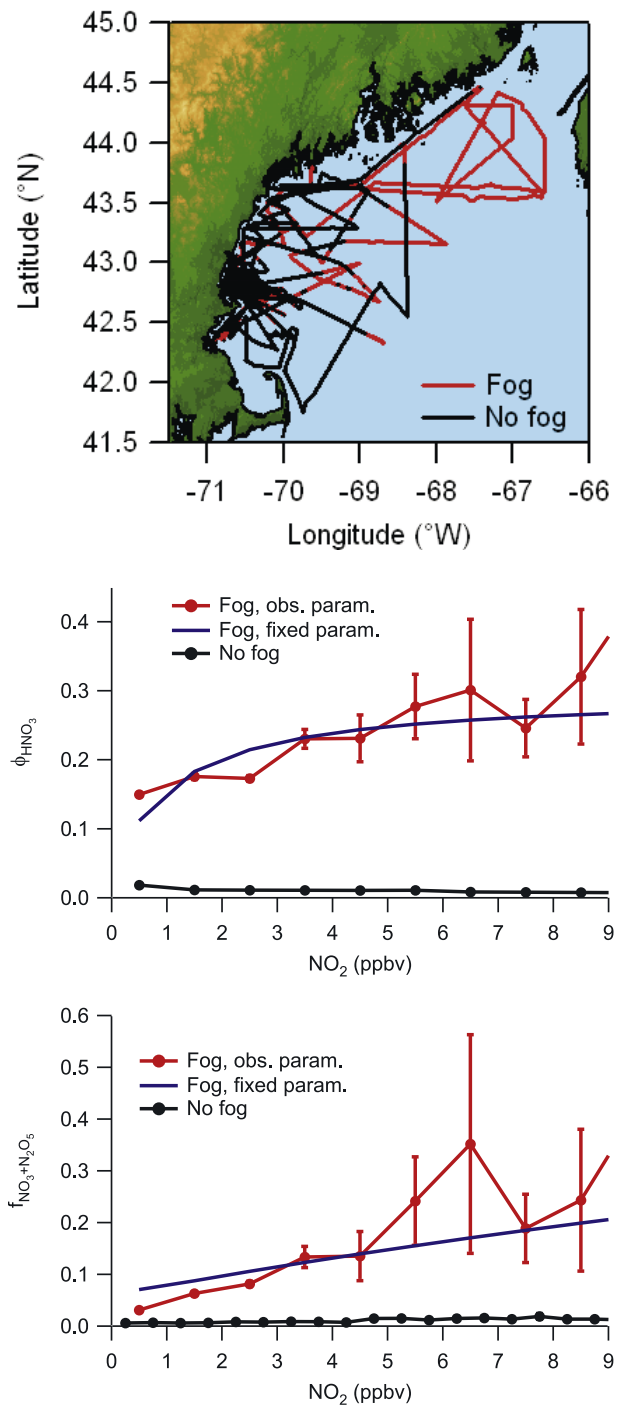 45.0
44.5
44.0
43.5
43.0
42.5
42.0
41.5
Latitude (°N)
Fog
No fog
-71 -70 -69 -68 -67 -66
Longitude (°W)
Fog, obs. param.
Fog, fixed param.
No fog
0.4
0.3
0.2
0.1
0.0
ϕHNO₃
0 1 2 3 4 5 6 7 8 9
NO₂ (ppbv)
0.6
0.5
0.4
0.3
0.2
0.1
0.0
Fog, obs. param.
Fog, fixed param.
No fog
fNO₃+N₂O₅
0 1 2 3 4 5 6 7 8 9
NO₂ (ppbv)